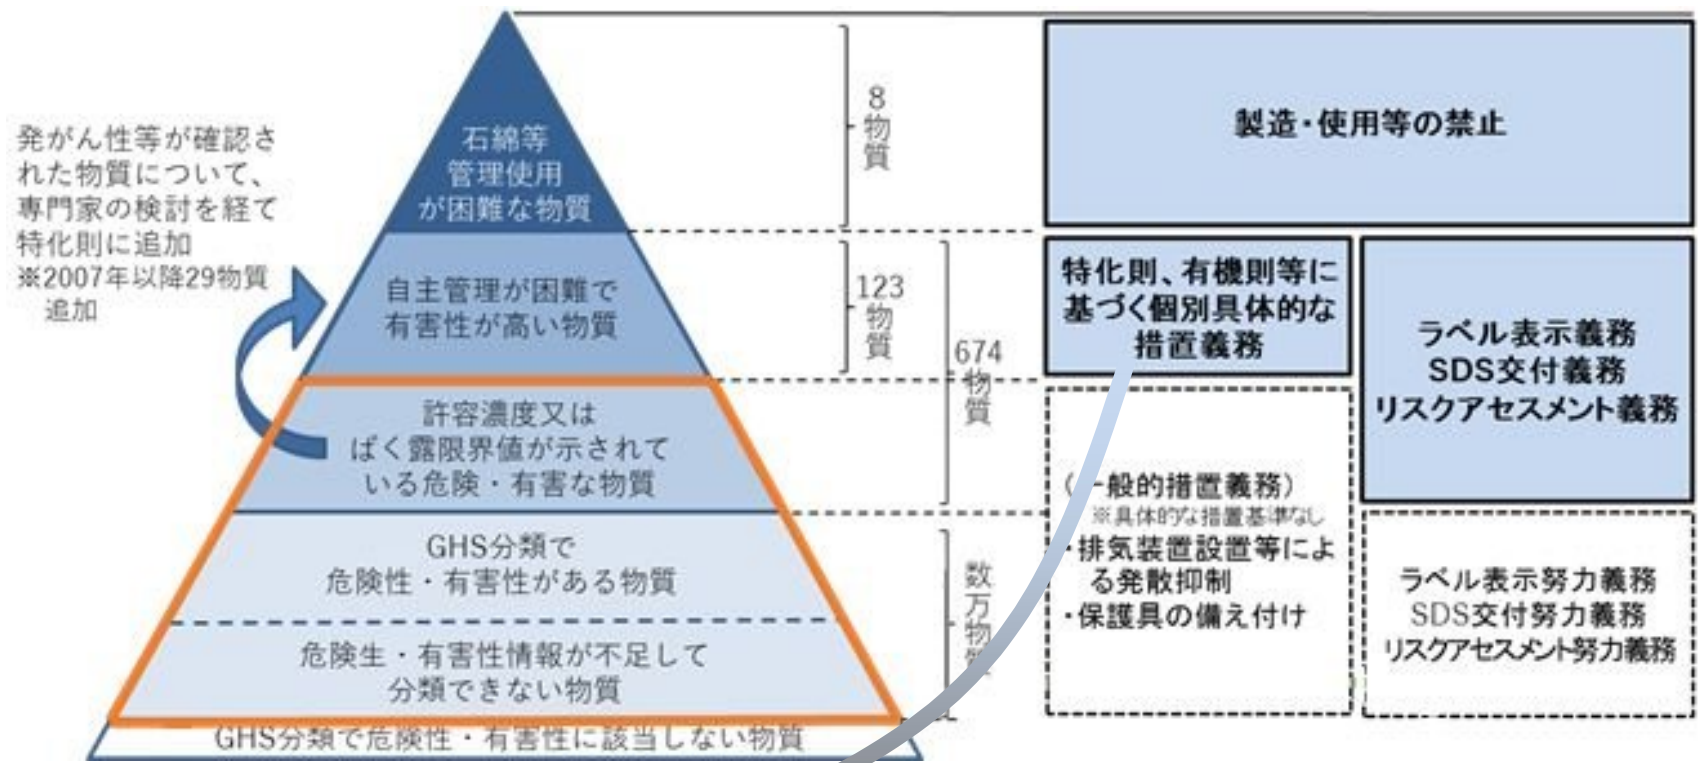 発がん性等が確認さ
れた物質について、
専門家の検討を経て
特化則に追加
※2007年以降29物質
追加
石綿等
管理使用
が困難な物質
自主管理が困難で
有害性が高い物質
許容濃度又は
ばく露限界値が示されて
いる危険・有害な物質
GHS分類で
危険性・有害性がある物質
危険生・有害性情報が不足して
分類できない物質
GHS分類で危険性・有害性に該当しない物質
8
物
質
123
物
質
674
物
質
数
万
物
質
製造・使用等の禁止
特化則、有機則等に
基づく個別具体的な
措置義務
ラベル表示義務
SDS交付義務
リスクアセスメント義務
(一般的措置義務)
※具体的な措置基準なし
・排気装置設置等によ
る発散抑制
・保護具の備え付け
ラベル表示努力義務
SDS交付努力義務
リスクアセスメント努力義務